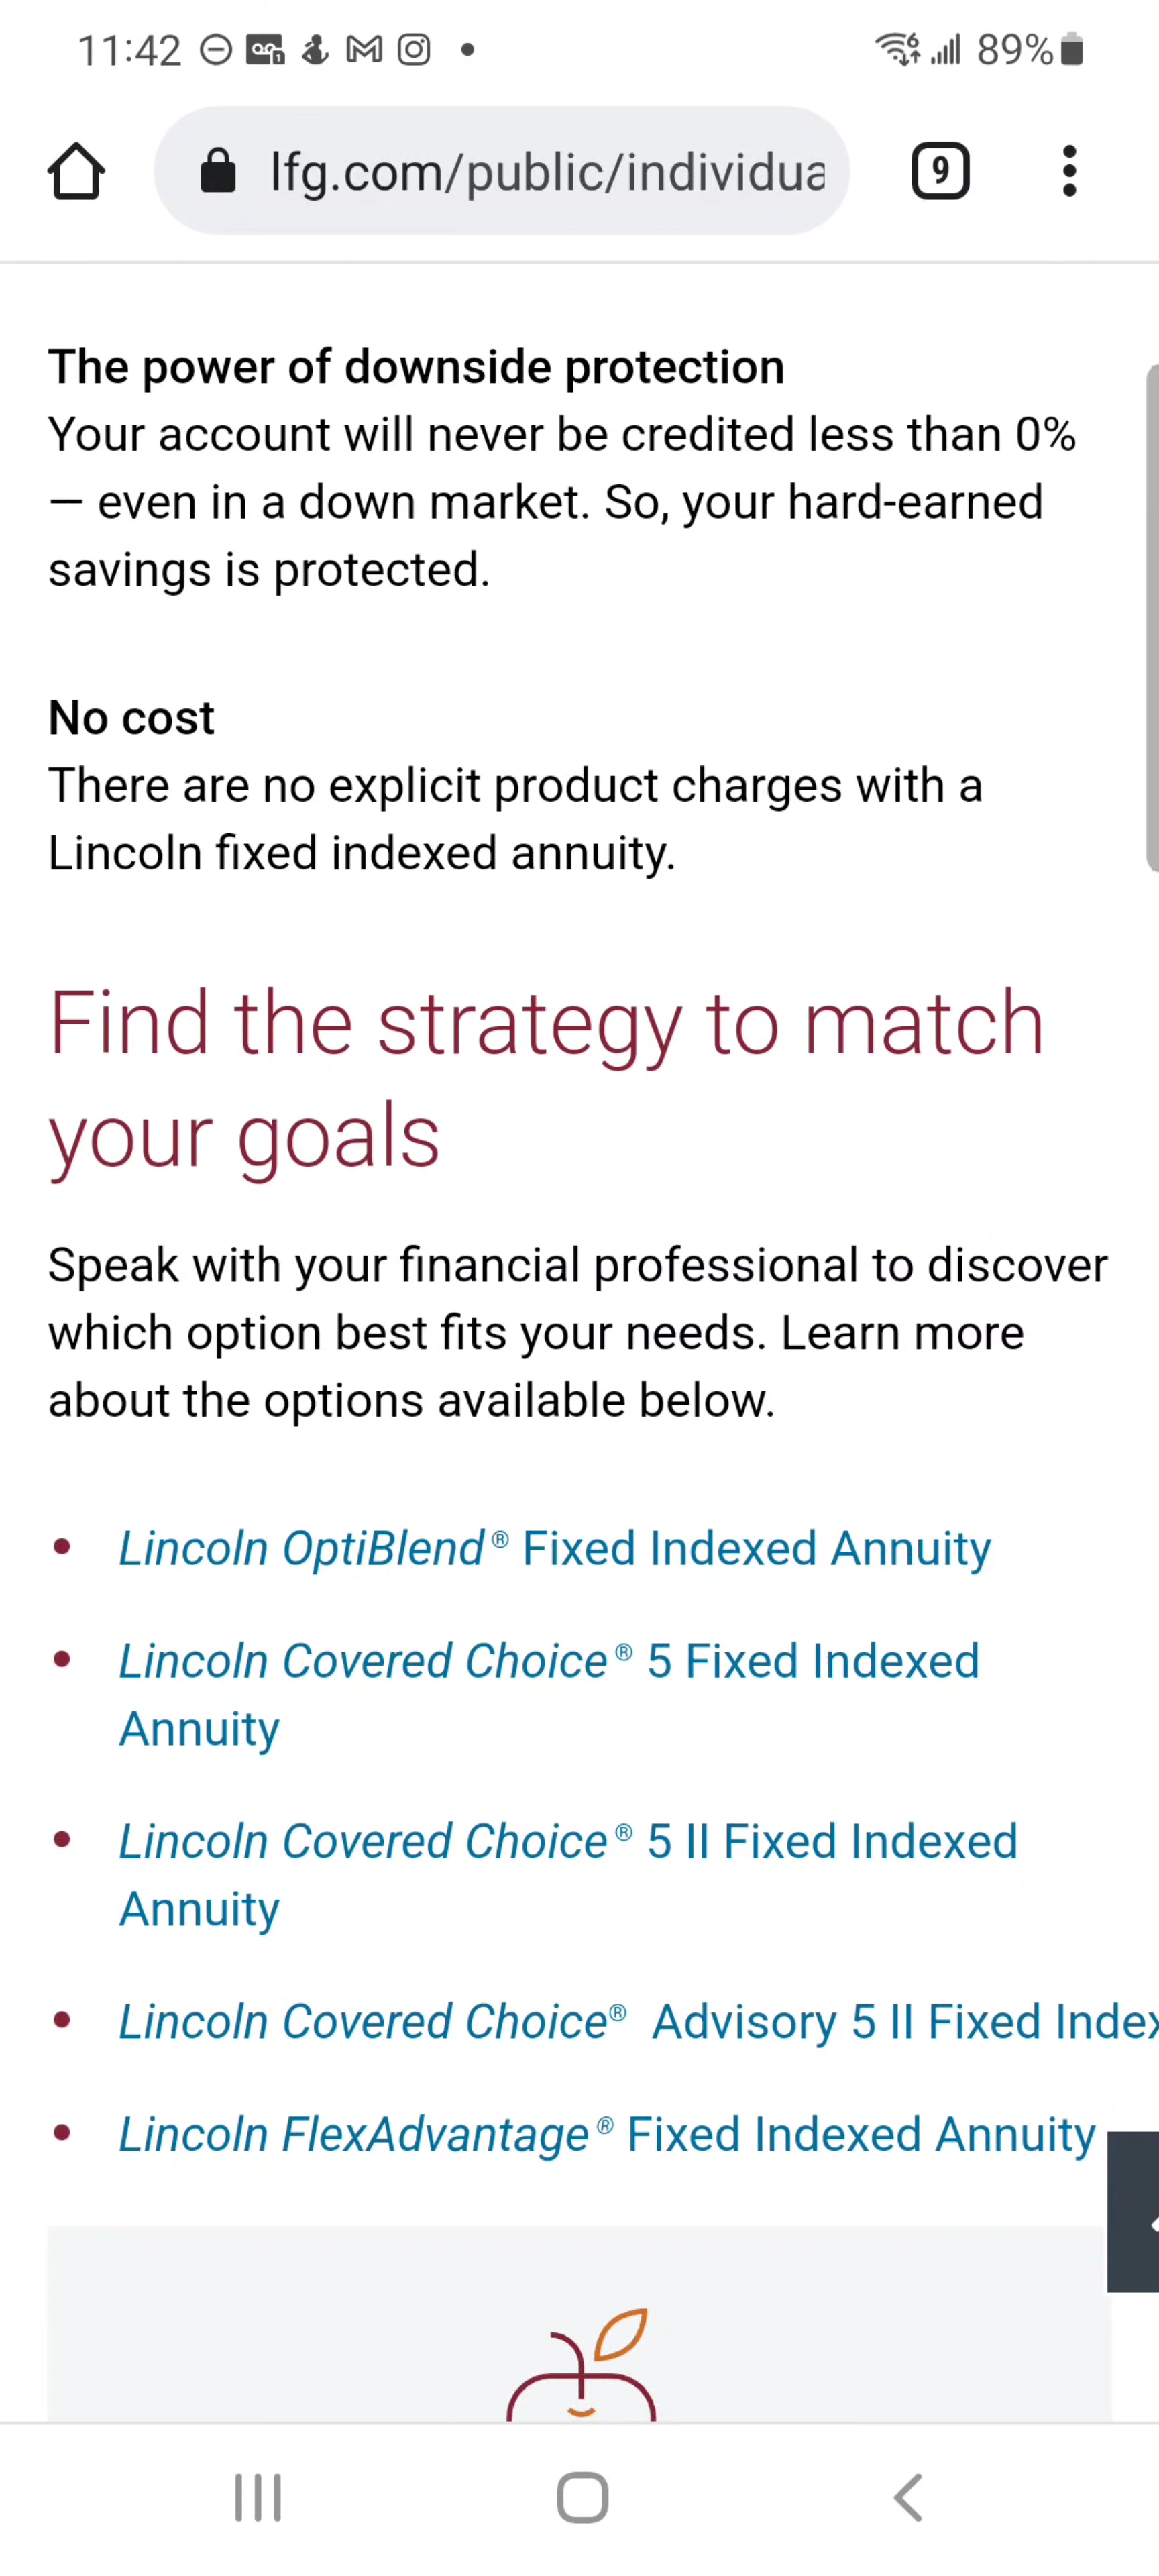 11:42
89%
lfg.com/public/individua
9
The power of downside protection
Your account will never be credited less than 0%
— even in a down market. So, your hard-earned
savings is protected.
No cost
There are no explicit product charges with a
Lincoln fixed indexed annuity.
Find the strategy to match
your goals
Speak with your financial professional to discover
which option best fits your needs. Learn more
about the options available below.
• Lincoln OptiBlend® Fixed Indexed Annuity
• Lincoln Covered Choice® 5 Fixed Indexed
Annuity
• Lincoln Covered Choice® 5 II Fixed Indexed
Annuity
• Lincoln Covered Choice® Advisory 5 II Fixed Index
• Lincoln FlexAdvantage® Fixed Indexed Annuity